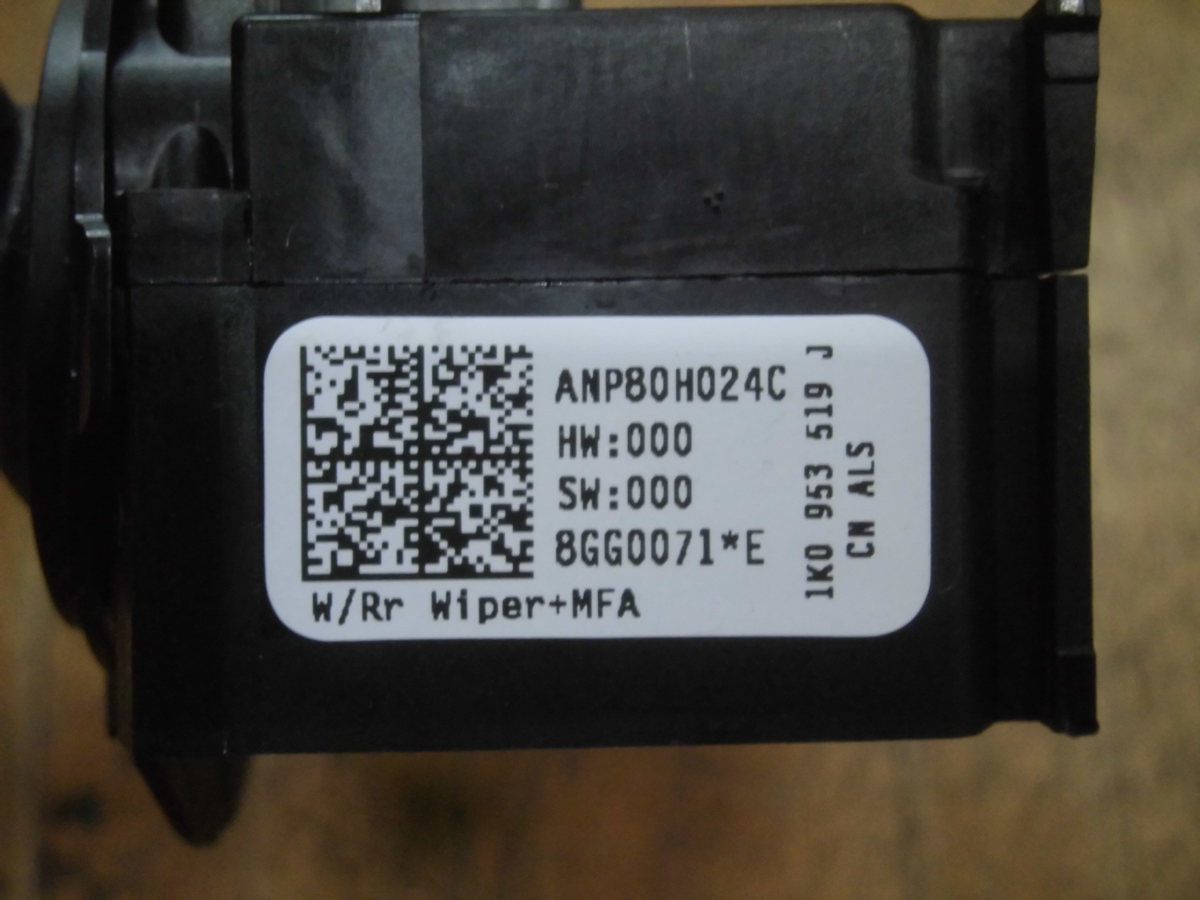 ANP80H024C
HW:000
SW:000
8GG0071*E
W/Rr Wiper+MFA
1K0 953 519 J
CN ALS